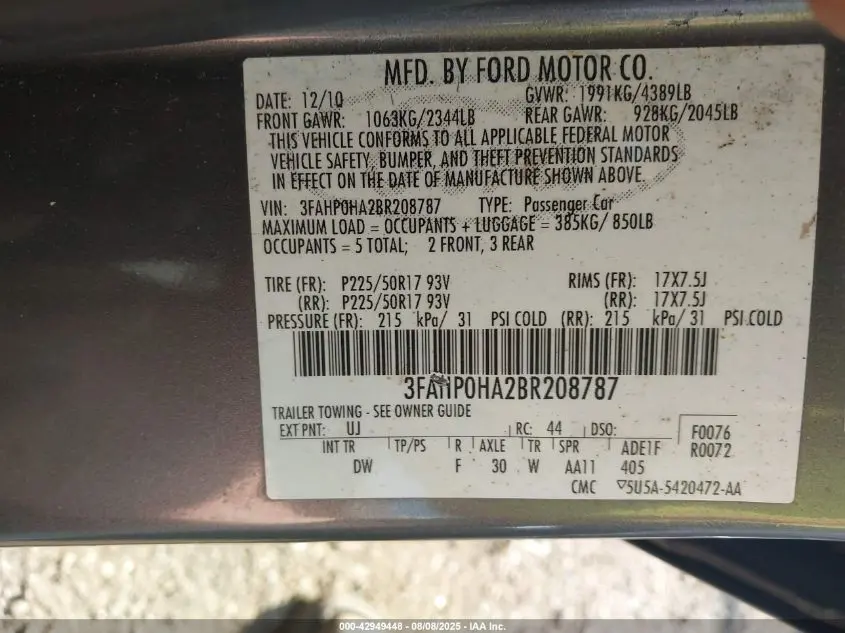 MFD. BY FORD MOTOR CO.
DATE: 12/10 GVWR: 1991KG/4389LB
FRONT GAWR: 1063KG/2344LB REAR GAWR: 928KG/2045LB
THIS VEHICLE CONFORMS TO ALL APPLICABLE FEDERAL MOTOR
VEHICLE SAFETY, BUMPER, AND THEFT PREVENTION STANDARDS
IN EFFECT ON THE DATE OF MANUFACTURE SHOWN ABOVE.
VIN: 3FAHP0HA2BR208787 TYPE: Passenger Car
MAXIMUM LOAD = OCCUPANTS + LUGGAGE = 385KG/ 850LB
OCCUPANTS = 5 TOTAL; 2 FRONT, 3 REAR
TIRE (FR): P225/50R17 93V RIMS (FR): 17X7.5J
(RR): P225/50R17 93V (RR): 17X7.5J
PRESSURE (FR): 215 kPa/ 31 PSI COLD (RR): 215 kPa/ 31 PSI COLD
3FAHP0HA2BR208787
TRAILER TOWING - SEE OWNER GUIDE
EXT PNT: UJ RC: 44 DSO: F0076
INT TR TP/PS R AXLE TR SPR ADE1F R0072
DW F 30 W AA11 405
CMC ▽5U5A-5420472-AA
000-42949448 - 08/08/2025 - IAA Inc.